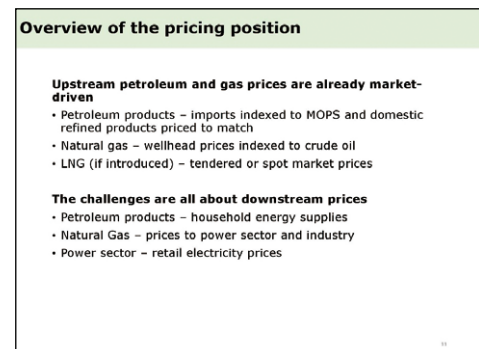 Overview of the pricing position
Upstream petroleum and gas prices are already market-
driven
• Petroleum products – imports indexed to MOPS and domestic
refined products priced to match
• Natural gas – wellhead prices indexed to crude oil
• LNG (if introduced) – tendered or spot market prices
The challenges are all about downstream prices
• Petroleum products – household energy supplies
• Natural Gas – prices to power sector and industry
• Power sector – retail electricity prices